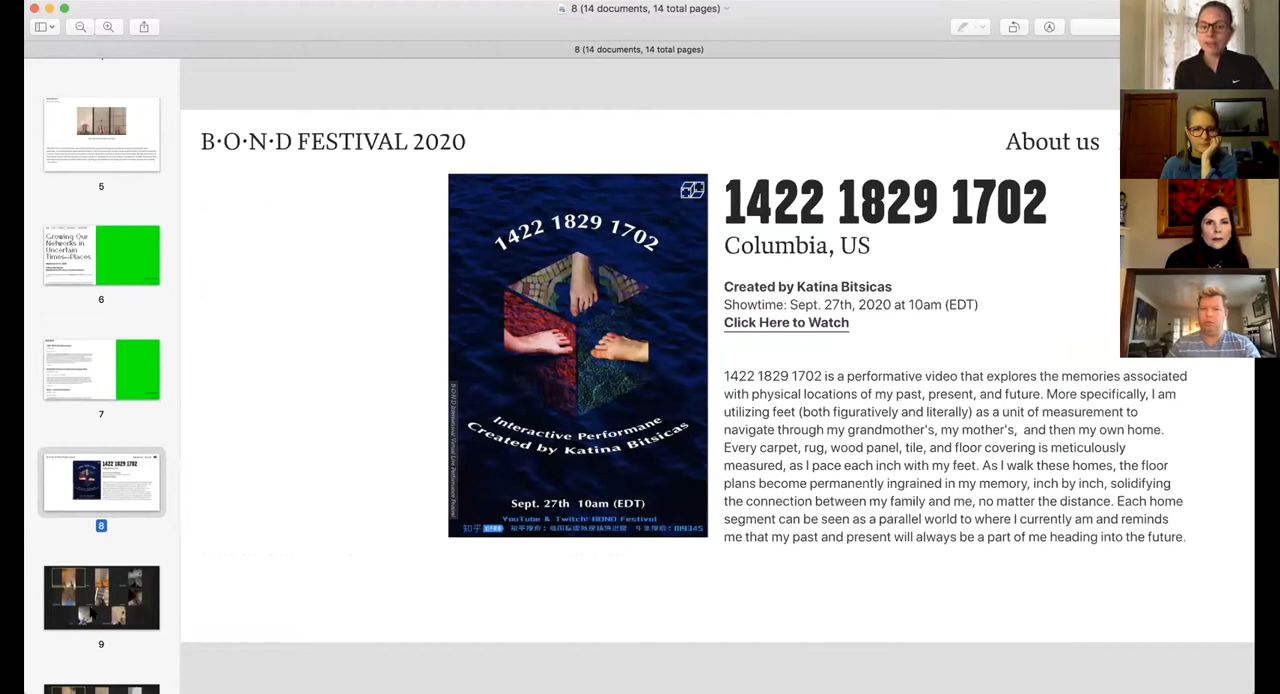 8 (14 documents, 14 total pages)
8 (14 documents, 14 total pages)
5
Growing Our
Networks in
Uncertain
Times—Places
6
7
1422 1829 1702
8
9
B·O·N·D FESTIVAL 2020
About us
1422 1829 1702
Interactive Performane
Created by Katina Bitsicas
Sept. 27th 10am (EDT)
YouTube & Twitch: BOND Festival
B·O·N·D International Virtual Live Performance Festival
1422 1829 1702
Columbia, US
Created by Katina Bitsicas
Showtime: Sept. 27th, 2020 at 10am (EDT)
Click Here to Watch
1422 1829 1702 is a performative video that explores the memories associated
with physical locations of my past, present, and future. More specifically, I am
utilizing feet (both figuratively and literally) as a unit of measurement to
navigate through my grandmother's, my mother's, and then my own home.
Every carpet, rug, wood panel, tile, and floor covering is meticulously
measured, as I pace each inch with my feet. As I walk these homes, the floor
plans become permanently ingrained in my memory, inch by inch, solidifying
the connection between my family and me, no matter the distance. Each home
segment can be seen as a parallel world to where I currently am and reminds
me that my past and present will always be a part of me heading into the future.